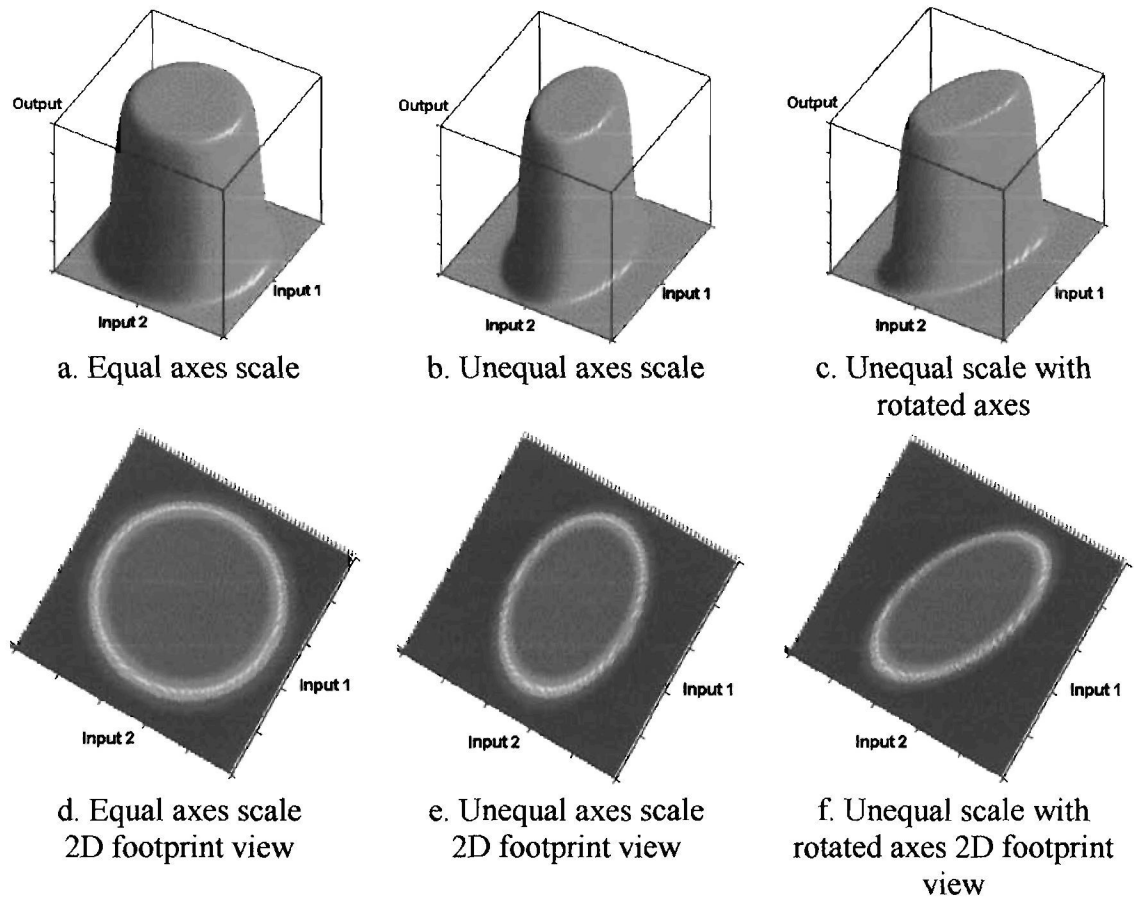 Output
Input 1
Input 2
a. Equal axes scale
Output
Input 1
Input 2
b. Unequal axes scale
Output
Input 1
Input 2
c. Unequal scale with
rotated axes
Input 1
Input 2
d. Equal axes scale
2D footprint view
Input 1
Input 2
e. Unequal axes scale
2D footprint view
Input 1
Input 2
f. Unequal scale with
rotated axes 2D footprint
view